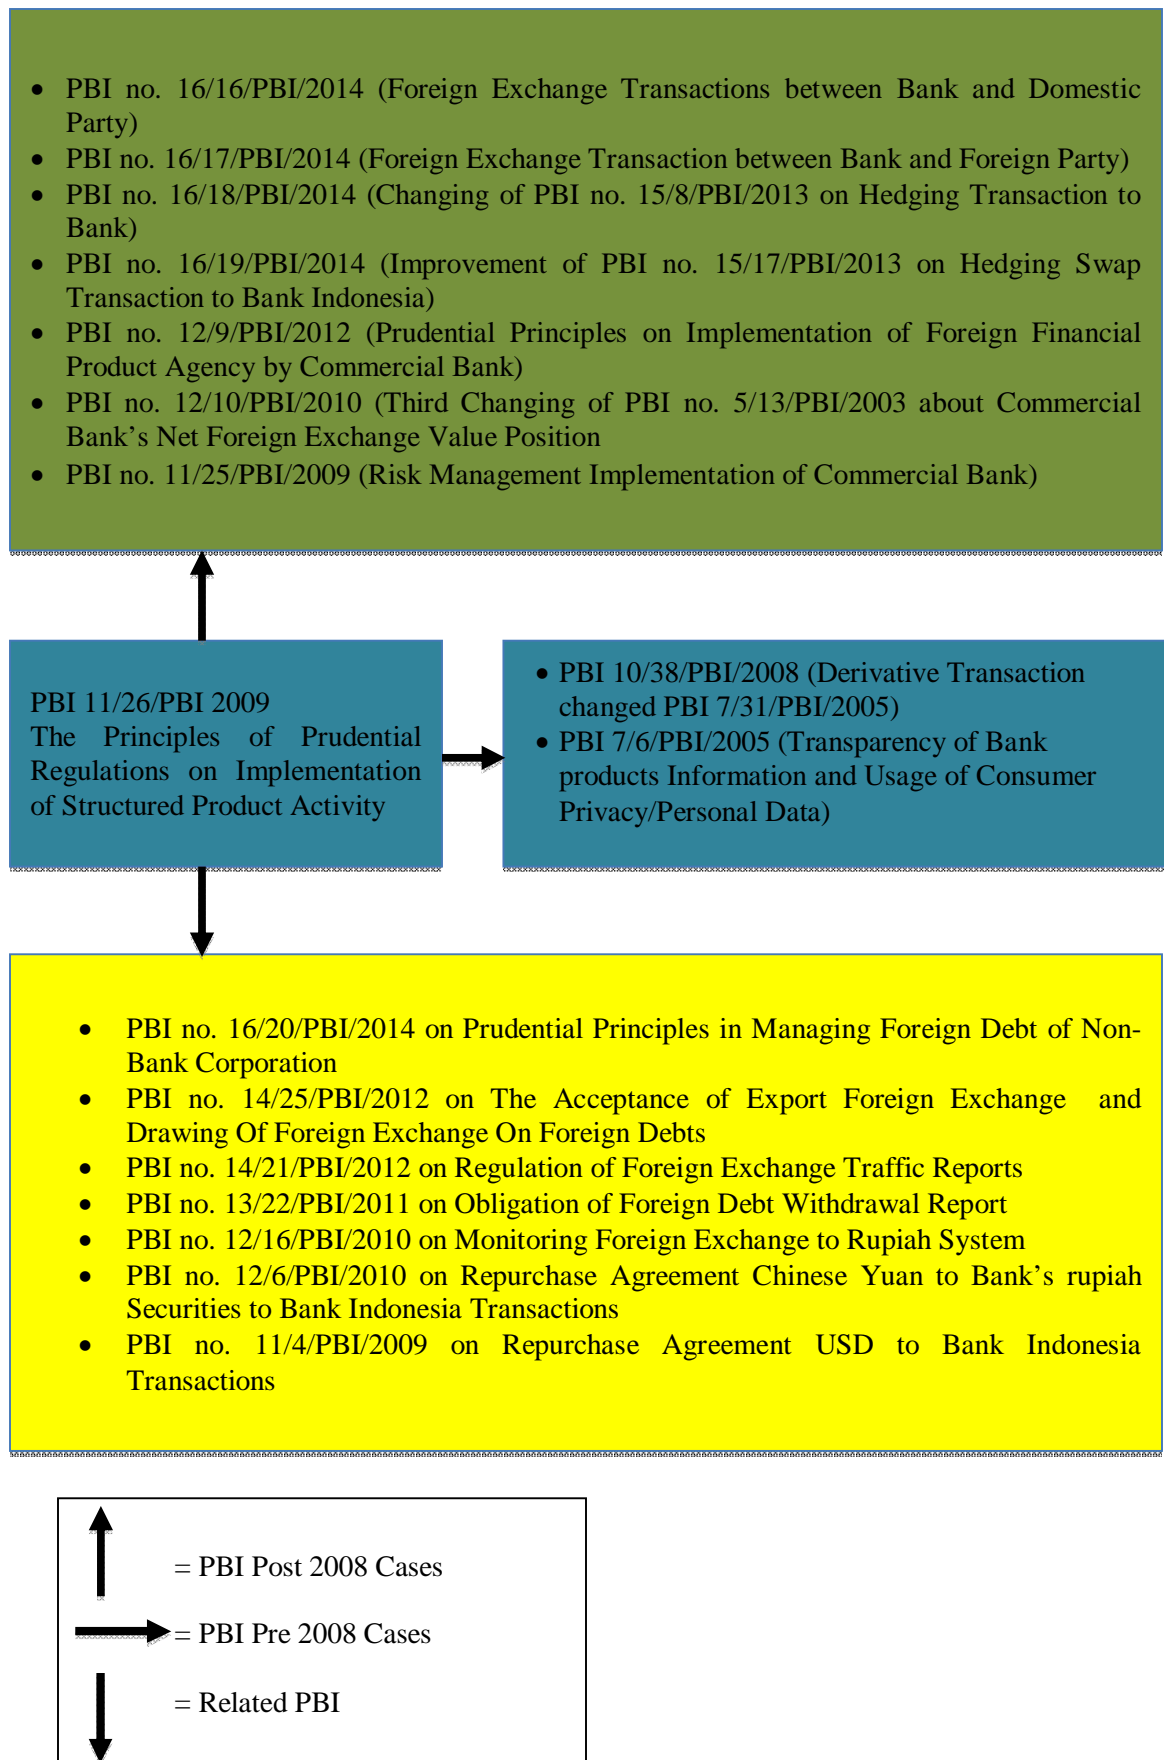 • PBI no. 16/16/PBI/2014 (Foreign Exchange Transactions between Bank and Domestic
Party)
• PBI no. 16/17/PBI/2014 (Foreign Exchange Transaction between Bank and Foreign Party)
• PBI no. 16/18/PBI/2014 (Changing of PBI no. 15/8/PBI/2013 on Hedging Transaction to
Bank)
• PBI no. 16/19/PBI/2014 (Improvement of PBI no. 15/17/PBI/2013 on Hedging Swap
Transaction to Bank Indonesia)
• PBI no. 12/9/PBI/2012 (Prudential Principles on Implementation of Foreign Financial
Product Agency by Commercial Bank)
• PBI no. 12/10/PBI/2010 (Third Changing of PBI no. 5/13/PBI/2003 about Commercial
Bank’s Net Foreign Exchange Value Position
• PBI no. 11/25/PBI/2009 (Risk Management Implementation of Commercial Bank)
PBI 11/26/PBI 2009
The Principles of Prudential
Regulations on Implementation
of Structured Product Activity
• PBI 10/38/PBI/2008 (Derivative Transaction
changed PBI 7/31/PBI/2005)
• PBI 7/6/PBI/2005 (Transparency of Bank
products Information and Usage of Consumer
Privacy/Personal Data)
• PBI no. 16/20/PBI/2014 on Prudential Principles in Managing Foreign Debt of Non-
Bank Corporation
• PBI no. 14/25/PBI/2012 on The Acceptance of Export Foreign Exchange and
Drawing Of Foreign Exchange On Foreign Debts
• PBI no. 14/21/PBI/2012 on Regulation of Foreign Exchange Traffic Reports
• PBI no. 13/22/PBI/2011 on Obligation of Foreign Debt Withdrawal Report
• PBI no. 12/16/PBI/2010 on Monitoring Foreign Exchange to Rupiah System
• PBI no. 12/6/PBI/2010 on Repurchase Agreement Chinese Yuan to Bank’s rupiah
Securities to Bank Indonesia Transactions
• PBI no. 11/4/PBI/2009 on Repurchase Agreement USD to Bank Indonesia
Transactions
= PBI Post 2008 Cases
= PBI Pre 2008 Cases
= Related PBI